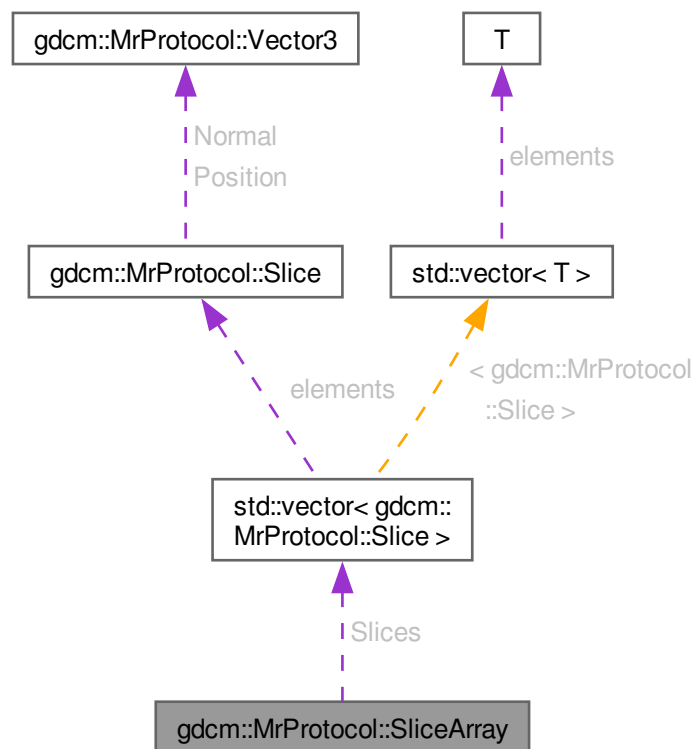 gdcm::MrProtocol::Vector3
T
Normal
Position
elements
gdcm::MrProtocol::Slice
std::vector< T >
elements
< gdcm::MrProtocol
::Slice >
std::vector< gdcm::
MrProtocol::Slice >
Slices
gdcm::MrProtocol::SliceArray